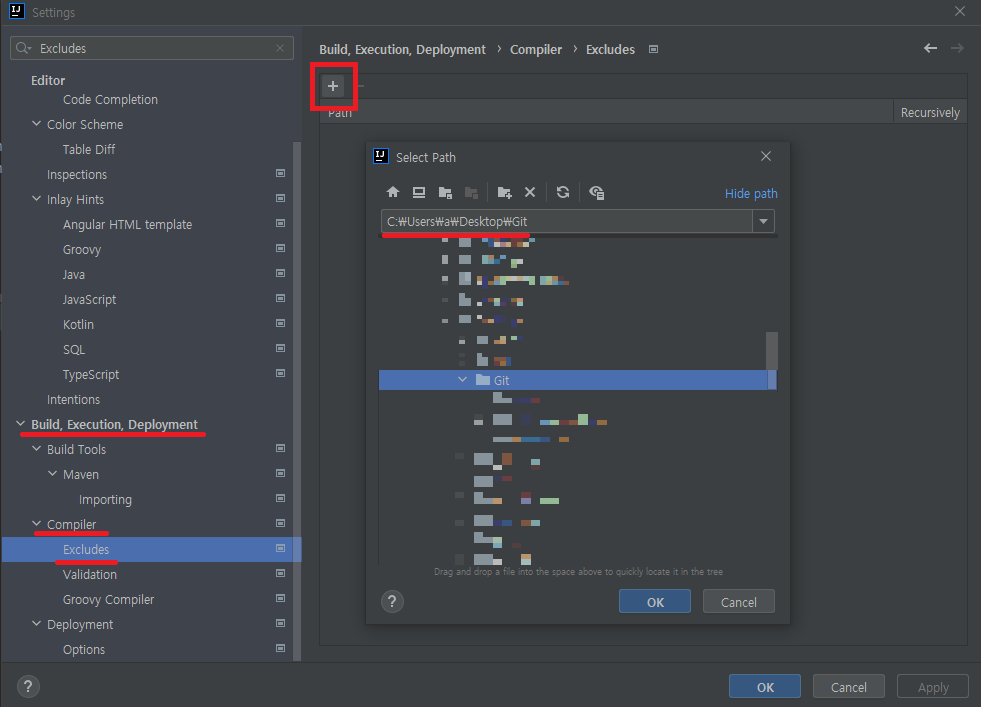 Settings
Excludes
Editor
Code Completion
Color Scheme
Table Diff
Inspections
Inlay Hints
Angular HTML template
Groovy
Java
JavaScript
Kotlin
SQL
TypeScript
Intentions
Build, Execution, Deployment
Build Tools
Maven
Importing
Compiler
Excludes
Validation
Groovy Compiler
Deployment
Options
Build, Execution, Deployment › Compiler › Excludes
Path Recursively
Select Path
Hide path
C:₩Users₩a₩Desktop₩Git
Git
Drag and drop a file into the space above to quickly locate it in the tree
? OK Cancel
? OK Cancel Apply